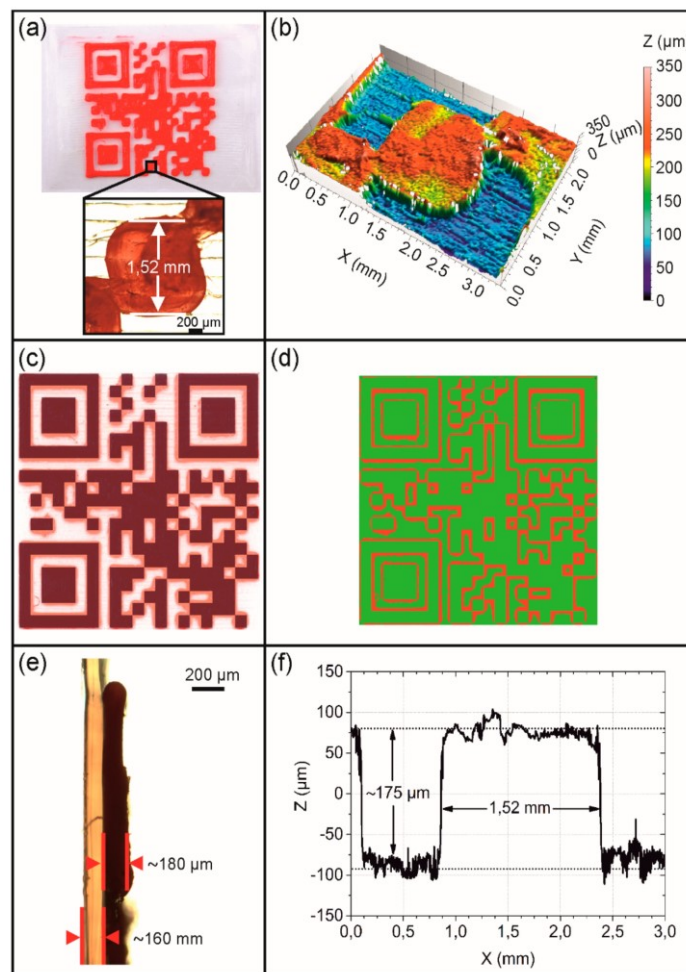 (a)
1,52 mm
200 µm
(b)
Z (µm)
350
300
250
200
150
100
50
0
350
Z (µm)
0
2.0
1.5
1.0
0.5
0.0
Y (mm)
0.0
0.5
1.0
1.5
2.0
2.5
3.0
X (mm)
(c)
(d)
(e)
200 µm
~180 µm
~160 mm
(f)
150
100
50
0
-50
-100
-150
Z (µm)
~175 µm
1,52 mm
0,0
0,5
1,0
1,5
2,0
2,5
3,0
X (mm)